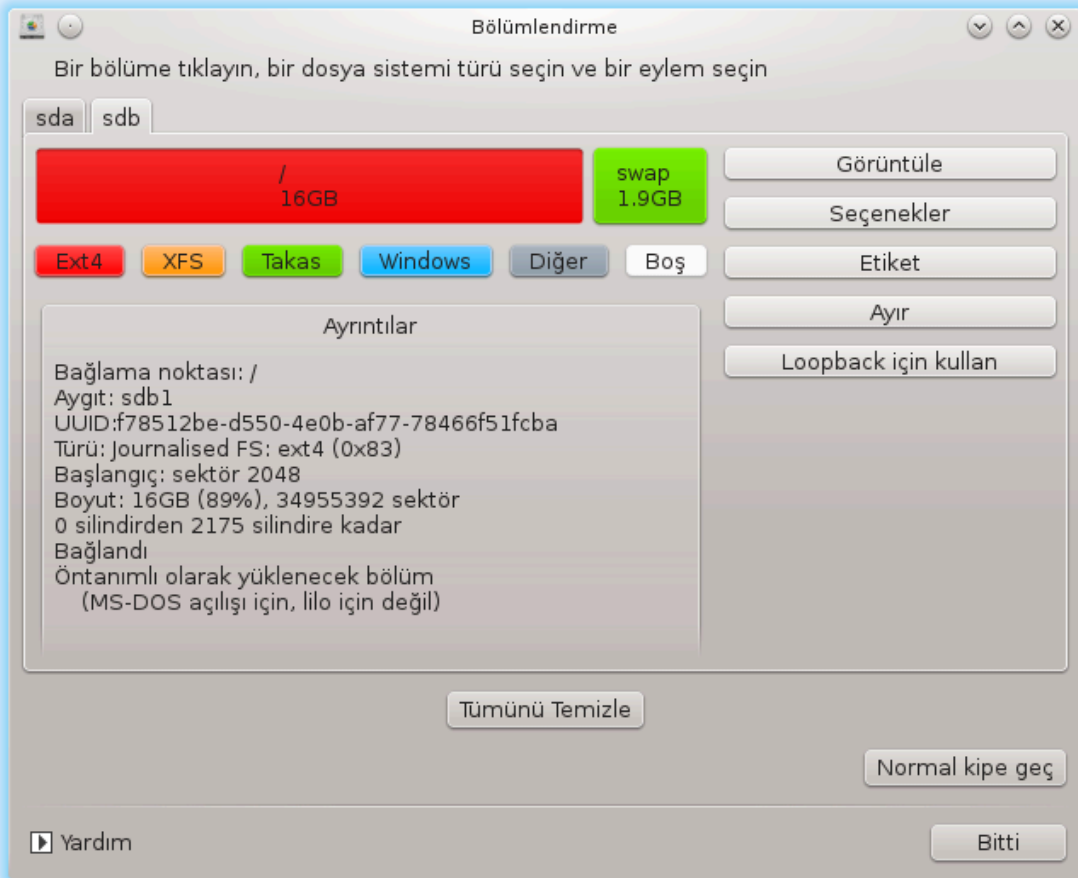 Bölümlendirme
Bir bölüme tıklayın, bir dosya sistemi türü seçin ve bir eylem seçin
sda
sdb
/
16GB
swap
1.9GB
Ext4
XFS
Takas
Windows
Diğer
Boş
Ayrıntılar
Bağlama noktası: /
Aygıt: sdb1
UUID:f78512be-d550-4e0b-af77-78466f51fcba
Türü: Journalised FS: ext4 (0x83)
Başlangıç: sektör 2048
Boyut: 16GB (89%), 34955392 sektör
0 silindirden 2175 silindire kadar
Bağlandı
Öntanımlı olarak yüklenecek bölüm
(MS-DOS açılışı için, lilo için değil)
Görüntüle
Seçenekler
Etiket
Ayır
Loopback için kullan
Tümünü Temizle
Normal kipe geç
Yardım
Bitti